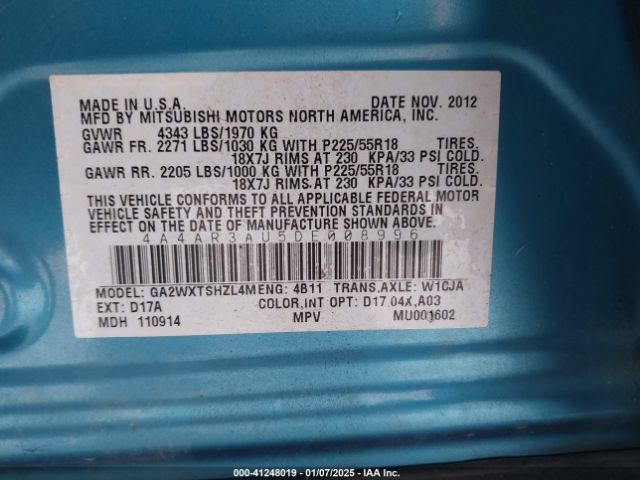 MADE IN U.S.A. DATE NOV. 2012
MFD BY MITSUBISHI MOTORS NORTH AMERICA, INC.
GVWR 4343 LBS/1970 KG
GAWR FR. 2271 LBS/1030 KG WITH P225/55R18 TIRES.
18X7J RIMS AT 230 KPA/33 PSI COLD.
GAWR RR. 2205 LBS/1000 KG WITH P225/55R18 TIRES.
18X7J RIMS AT 230 KPA/33 PSI COLD.
THIS VEHICLE CONFORMS TO ALL APPLICABLE FEDERAL MOTOR
VEHICLE SAFETY AND THEFT PREVENTION STANDARDS IN
EFFECT ON THE DATE OF MANUFACTURE SHOWN ABOVE.
4A4AR3AU5DE008996
MODEL: GA2WXTSHZL4M ENG: 4B11 TRANS,AXLE: W1CJA
EXT: D17A COLOR,INT OPT: D17,04X,A03
MDH 110914 MPV MU001602
000-41248019 - 01/07/2025 - IAA Inc.